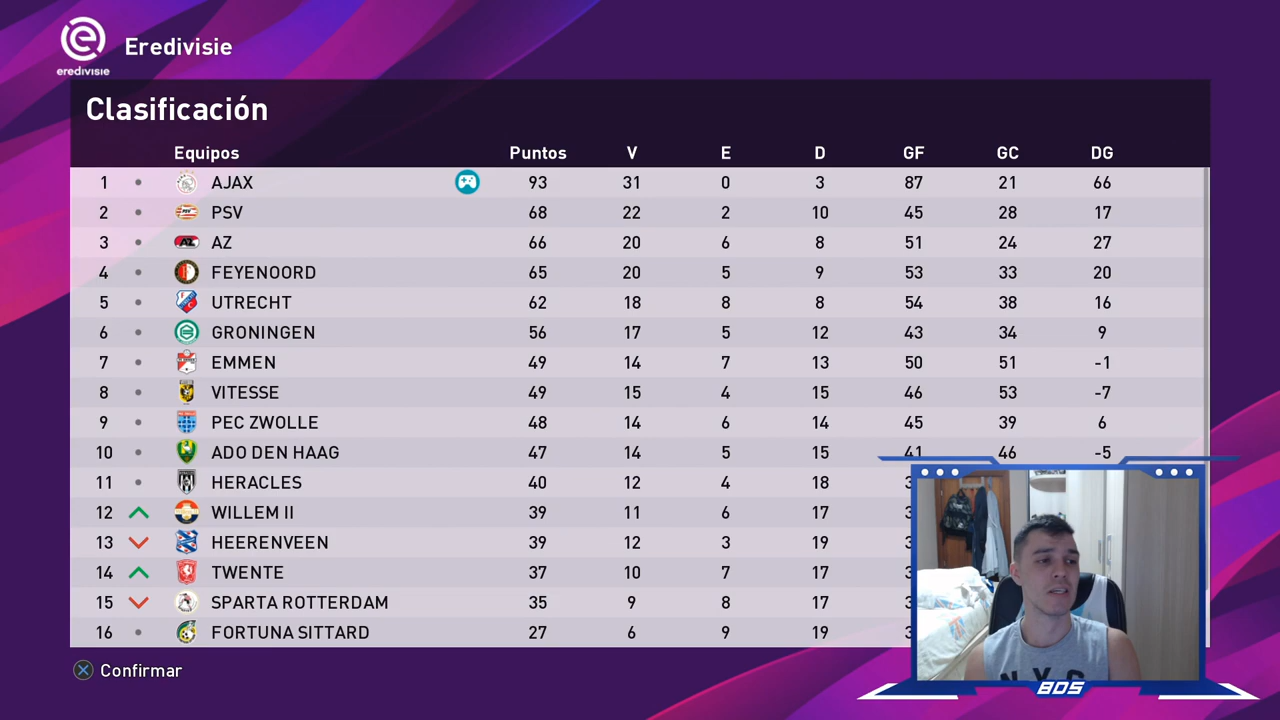 Eredivisie
eredivisie
Clasificación
Equipos Puntos V E D GF GC DG
1 AJAX 93 31 0 3 87 21 66
2 PSV 68 22 2 10 45 28 17
3 AZ 66 20 6 8 51 24 27
4 FEYENOORD 65 20 5 9 53 33 20
5 UTRECHT 62 18 8 8 54 38 16
6 GRONINGEN 56 17 5 12 43 34 9
7 EMMEN 49 14 7 13 50 51 -1
8 VITESSE 49 15 4 15 46 53 -7
9 PEC ZWOLLE 48 14 6 14 45 39 6
10 ADO DEN HAAG 47 14 5 15 41 46 -5
11 HERACLES 40 12 4 18 3
12 WILLEM II 39 11 6 17 3
13 HEERENVEEN 39 12 3 19 3
14 TWENTE 37 10 7 17 3
15 SPARTA ROTTERDAM 35 9 8 17 3
16 FORTUNA SITTARD 27 6 9 19 3
Confirmar
BDS